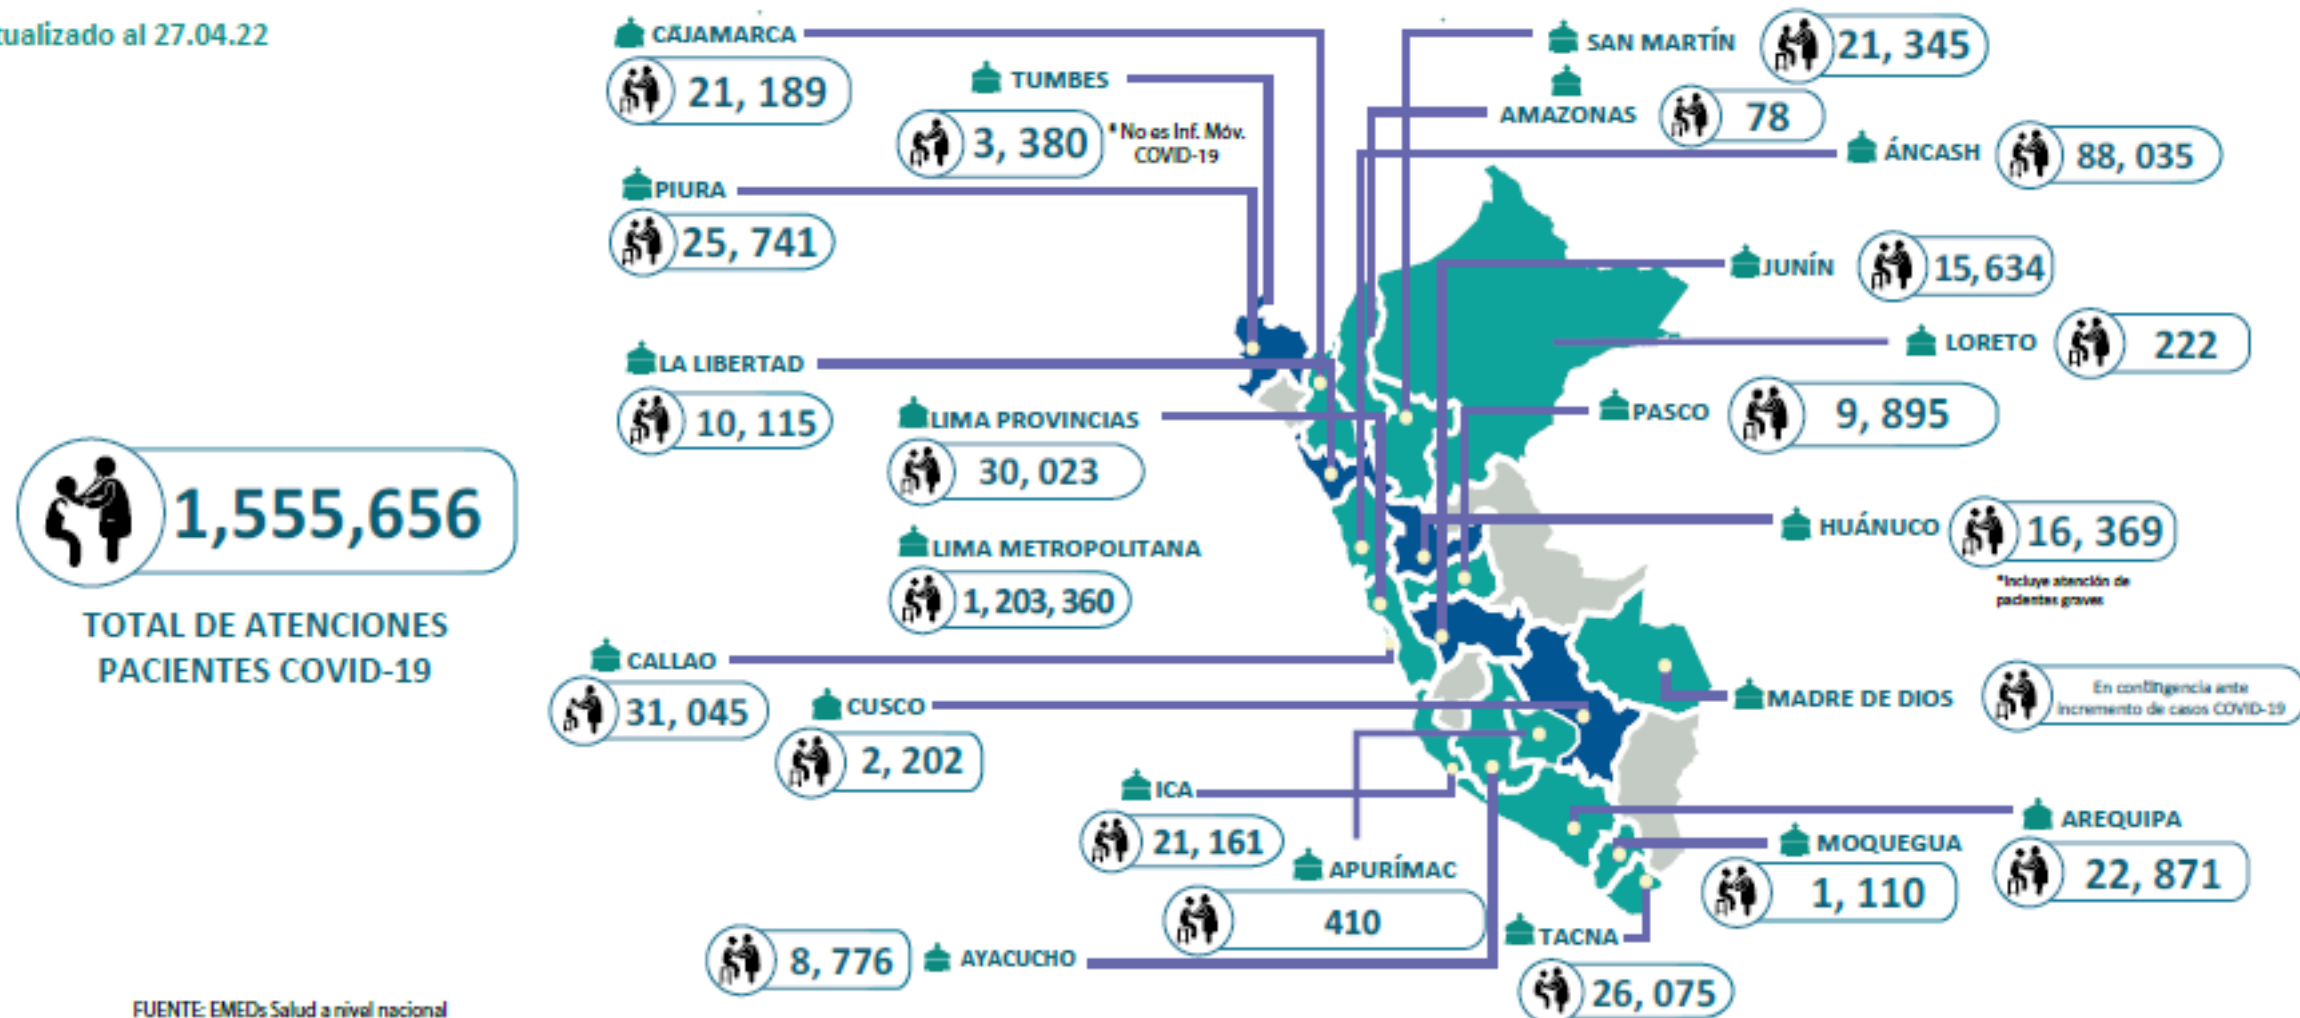 tualizado al 27.04.22
CAJAMARCA
21, 189
TUMBES
3, 380
* No es Inf. Móv.
COVID-19
PIURA
25, 741
LA LIBERTAD
10, 115
LIMA PROVINCIAS
30, 023
LIMA METROPOLITANA
1, 203, 360
1,555,656
TOTAL DE ATENCIONES
PACIENTES COVID-19
CALLAO
31, 045
CUSCO
2, 202
ICA
21, 161
APURÍMAC
410
8, 776
AYACUCHO
SAN MARTÍN
21, 345
AMAZONAS
78
ÁNCASH
88, 035
JUNÍN
15,634
LORETO
222
PASCO
9, 895
HUÁNUCO
16, 369
*Incluye atención de
pacientes graves
MADRE DE DIOS
En contingencia ante
incremento de casos COVID-19
AREQUIPA
22, 871
MOQUEGUA
1, 110
TACNA
26, 075
FUENTE: EMEDs Salud a nivel nacional